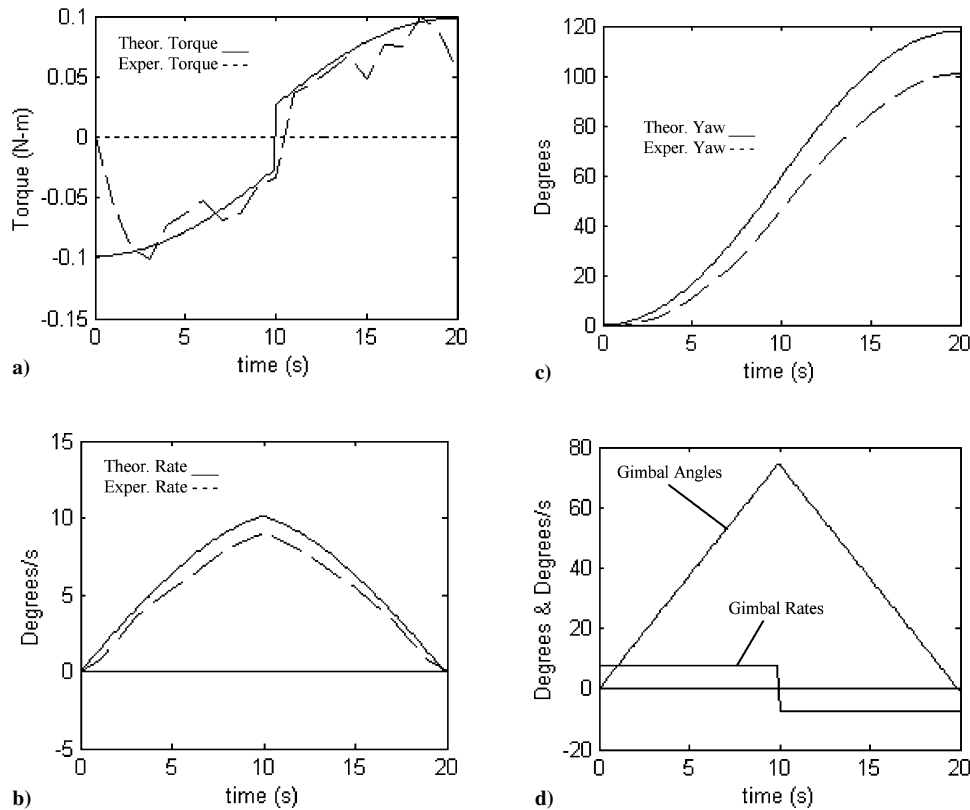 0.1
0.05
0
-0.05
-0.1
-0.15
Torque (N-m)
Theor. Torque
Exper. Torque
0 5 10 15 20
time (s)
a)
120
100
80
60
40
20
0
Degrees
Theor. Yaw
Exper. Yaw
0 5 10 15 20
time (s)
c)
15
10
5
0
-5
Degrees/s
Theor. Rate
Exper. Rate
0 5 10 15 20
time (s)
b)
80
60
40
20
0
-20
Degrees & Degrees/s
Gimbal Angles
Gimbal Rates
0 5 10 15 20
time (s)
d)